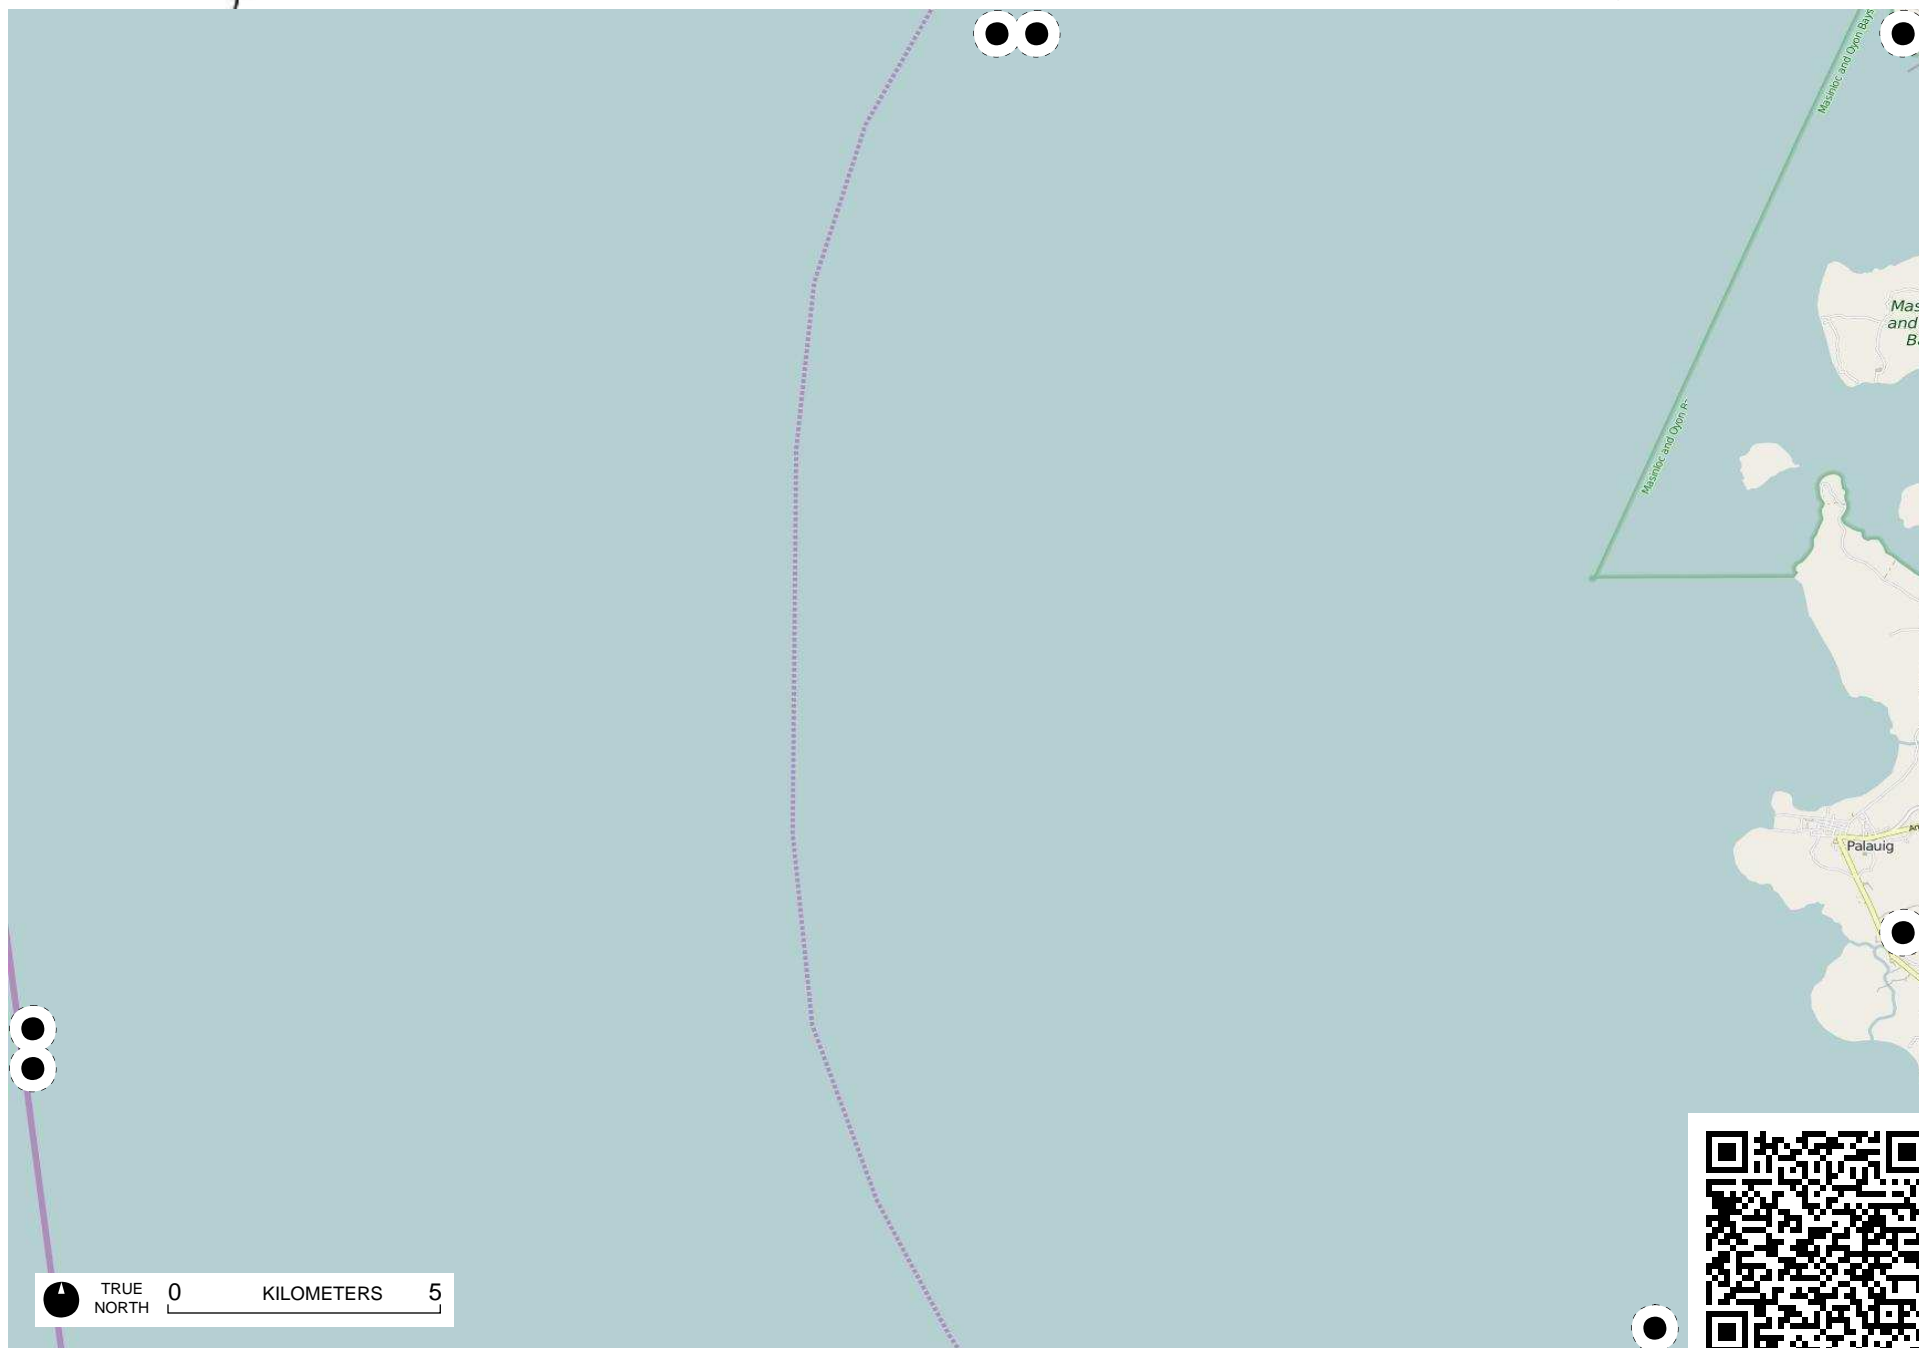 Masinloc and Oyon Bays
Mas
and
B
Masinloc and Oyon
Palauig
TRUE
NORTH
0 KILOMETERS 5